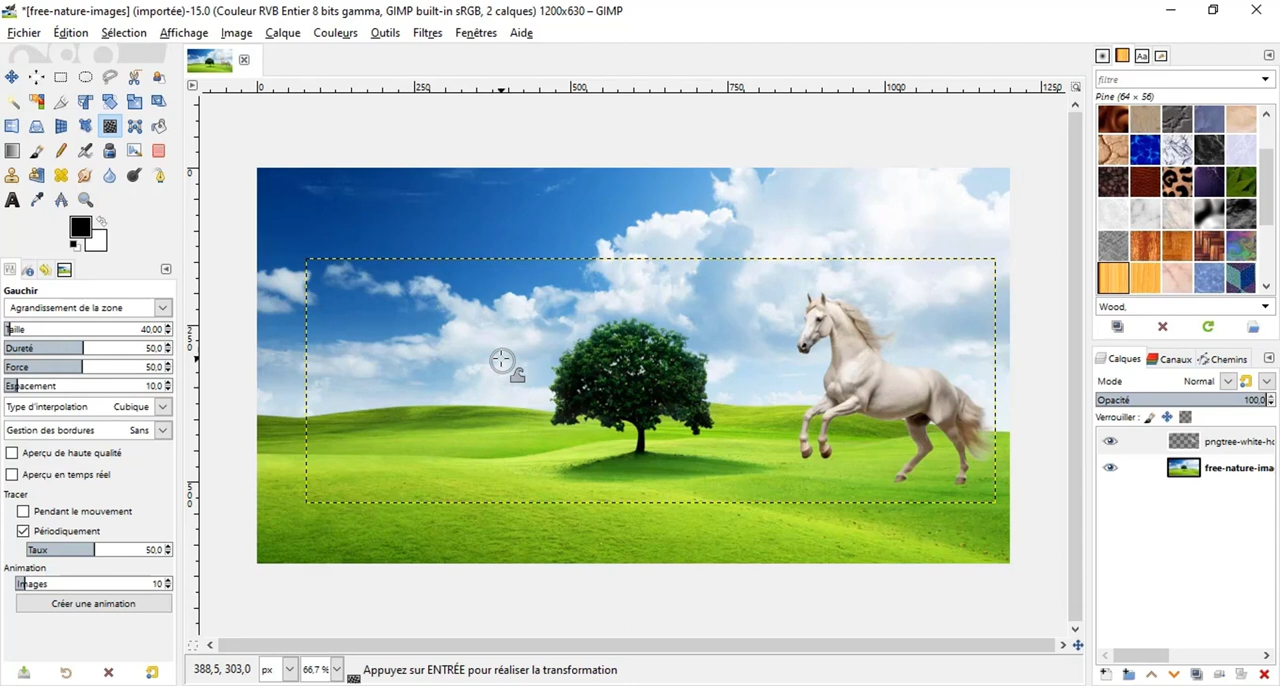 *[free-nature-images] (importée)-15.0 (Couleur RVB Entier 8 bits gamma, GIMP built-in sRGB, 2 calques) 1200x630 – GIMP
Fichier Édition Sélection Affichage Image Calque Couleurs Outils Filtres Fenêtres Aide
0 250 500 750 1000 1250
0
250
500
Gauchir
Agrandissement de la zone
Taille 40,00
Dureté 50,0
Force 50,0
Espacement 10,0
Type d'interpolation Cubique
Gestion des bordures Sans
Aperçu de haute qualité
Aperçu en temps réel
Tracer
Pendant le mouvement
Périodiquement
Taux 50,0
Animation
Images 10
Créer une animation
388,5, 303,0 px 66,7 % Appuyez sur ENTRÉE pour réaliser la transformation
filtre
Pine (64 × 56)
Wood,
Calques Canaux Chemins
Mode Normal
Opacité 100,0
Verrouiller :
pngtree-white-ho
free-nature-ima